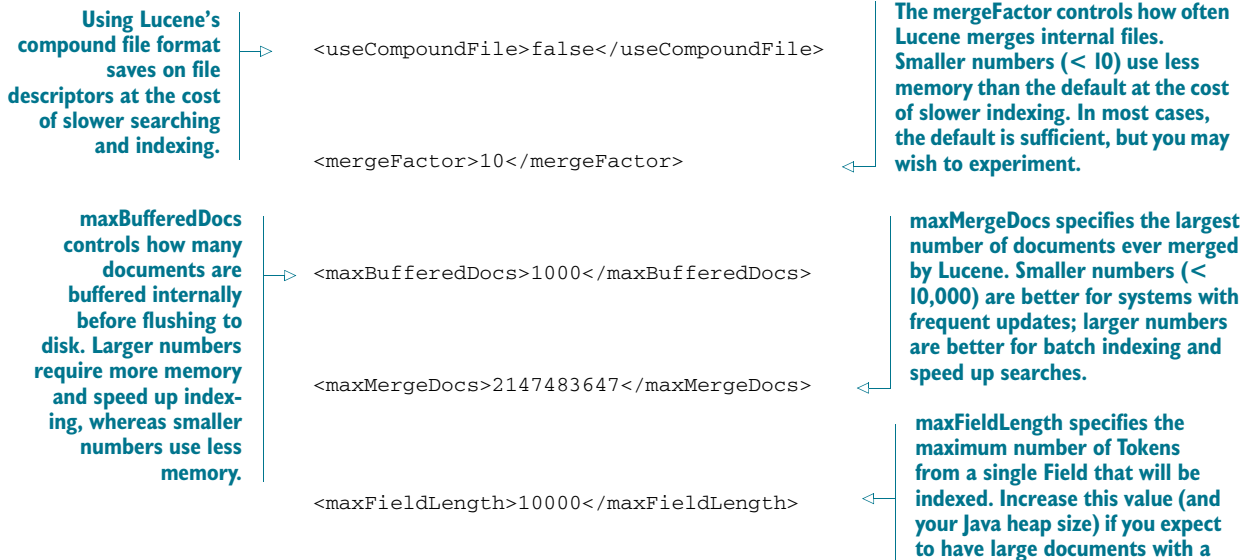 Using Lucene's
compound file format
saves on file
descriptors at the cost
of slower searching
and indexing.
<useCompoundFile>false</useCompoundFile>
The mergeFactor controls how often
Lucene merges internal files.
Smaller numbers (< 10) use less
memory than the default at the cost
of slower indexing. In most cases,
the default is sufficient, but you may
wish to experiment.
<mergeFactor>10</mergeFactor>
maxBufferedDocs
controls how many
documents are
buffered internally
before flushing to
disk. Larger numbers
require more memory
and speed up index-
ing, whereas smaller
numbers use less
memory.
<maxBufferedDocs>1000</maxBufferedDocs>
maxMergeDocs specifies the largest
number of documents ever merged
by Lucene. Smaller numbers (<
10,000) are better for systems with
frequent updates; larger numbers
are better for batch indexing and
speed up searches.
<maxMergeDocs>2147483647</maxMergeDocs>
maxFieldLength specifies the
maximum number of Tokens
from a single Field that will be
indexed. Increase this value (and
your Java heap size) if you expect
to have large documents with a
<maxFieldLength>10000</maxFieldLength>